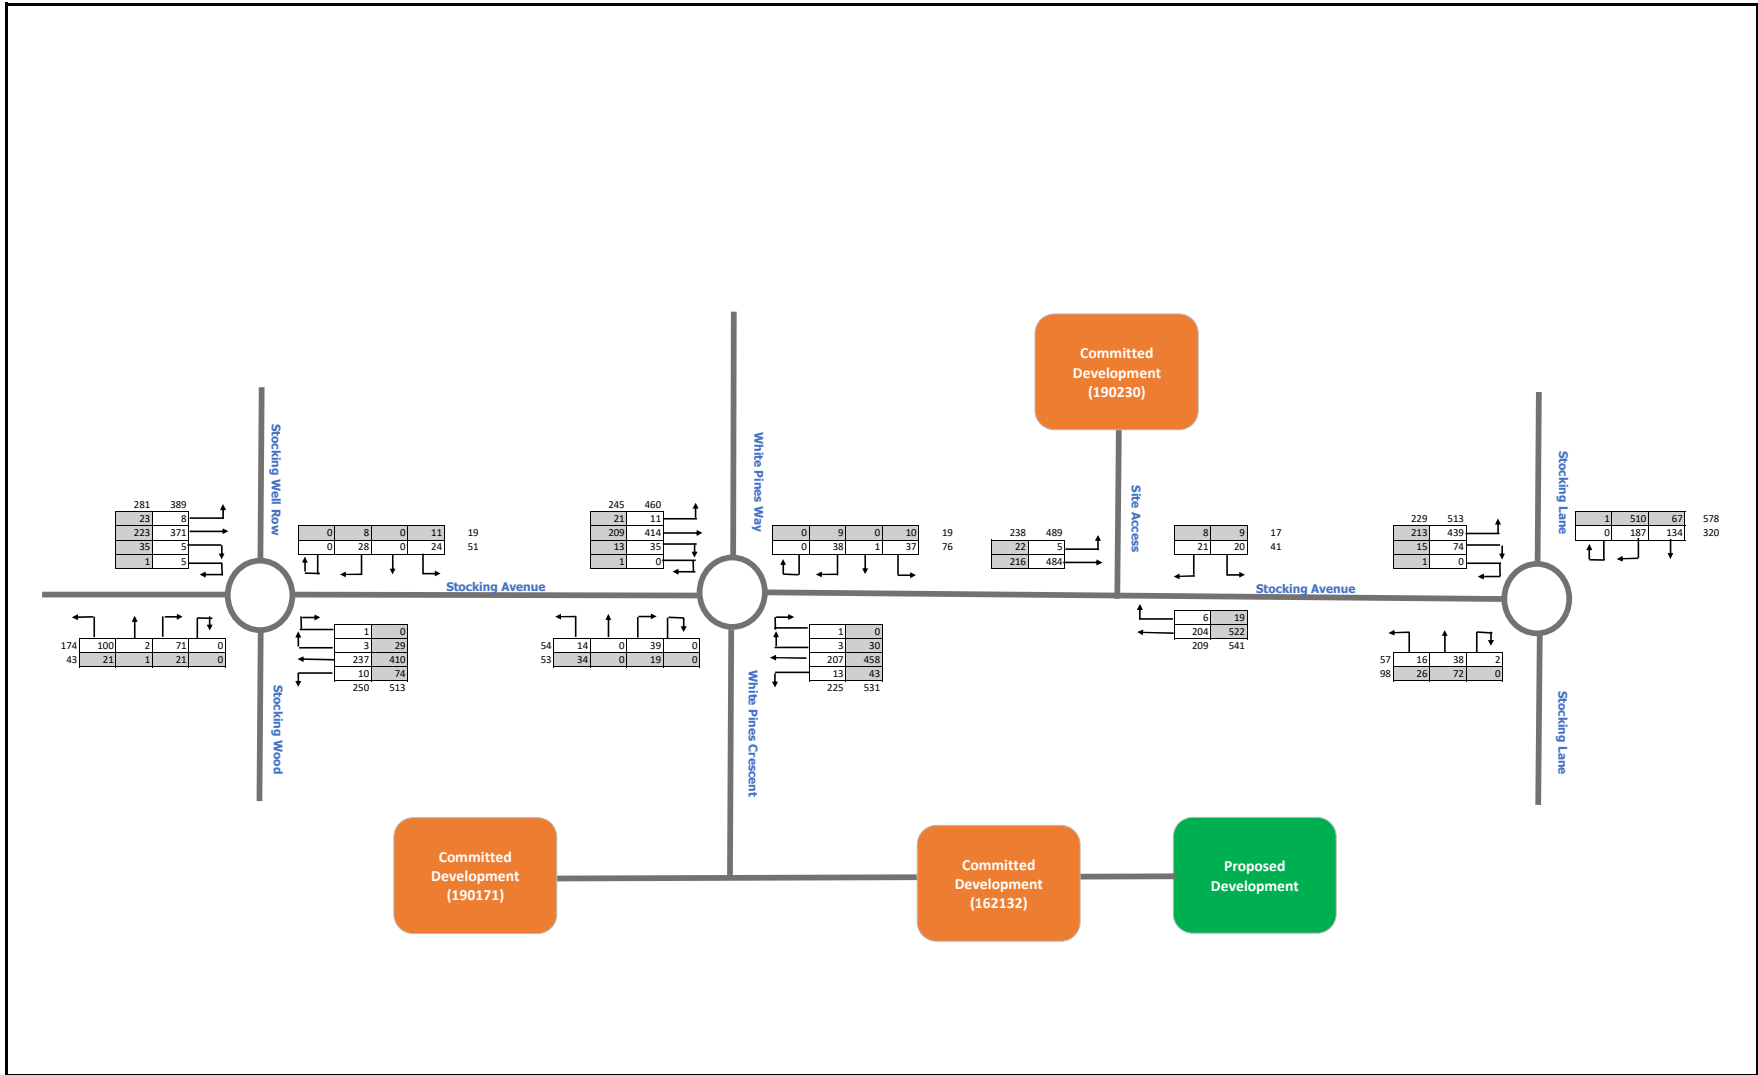 Committed
Development
(190230)
Stocking Well Row
White Pines Way
Site Access
Stocking Lane
281 389
23 8
223 371
35 5
1 5
0 8 0 11 19
0 28 0 24 51
245 460
21 11
209 414
13 35
1 0
0 9 0 10 19
0 38 1 37 76
238 489
22 5
216 484
8 9 17
21 20 41
229 513
213 439
15 74
1 0
1 510 67 578
0 187 134 320
Stocking Avenue
Stocking Avenue
174 100 2 71 0
43 21 1 21 0
1 0
3 29
237 410
10 74
250 513
54 14 0 39 0
53 34 0 19 0
1 0
3 30
207 458
13 43
225 531
6 19
204 522
209 541
57 16 38 2
98 26 72 0
Stocking Wood
White Pines Crescent
Stocking Lane
Committed
Development
(190171)
Committed
Development
(162132)
Proposed
Development